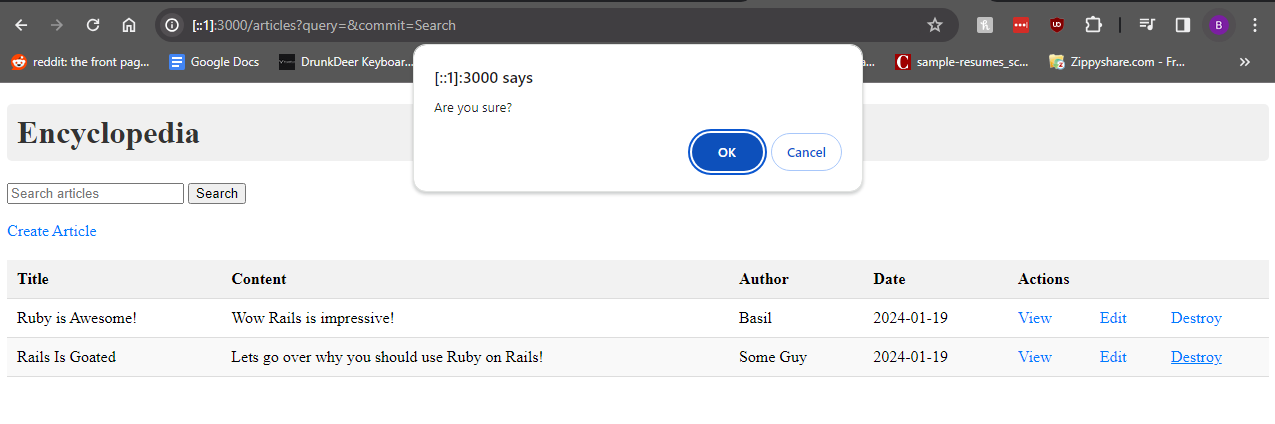 [::1]:3000/articles?query=&commit=Search
B
reddit: the front pag... Google Docs DrunkDeer Keyboar... a... sample-resumes_sc... Zippyshare.com - Fr...
[::1]:3000 says
Are you sure?
OK Cancel
Encyclopedia
Search articles Search
Create Article
Title Content Author Date Actions
Ruby is Awesome! Wow Rails is impressive! Basil 2024-01-19 View Edit Destroy
Rails Is Goated Lets go over why you should use Ruby on Rails! Some Guy 2024-01-19 View Edit Destroy